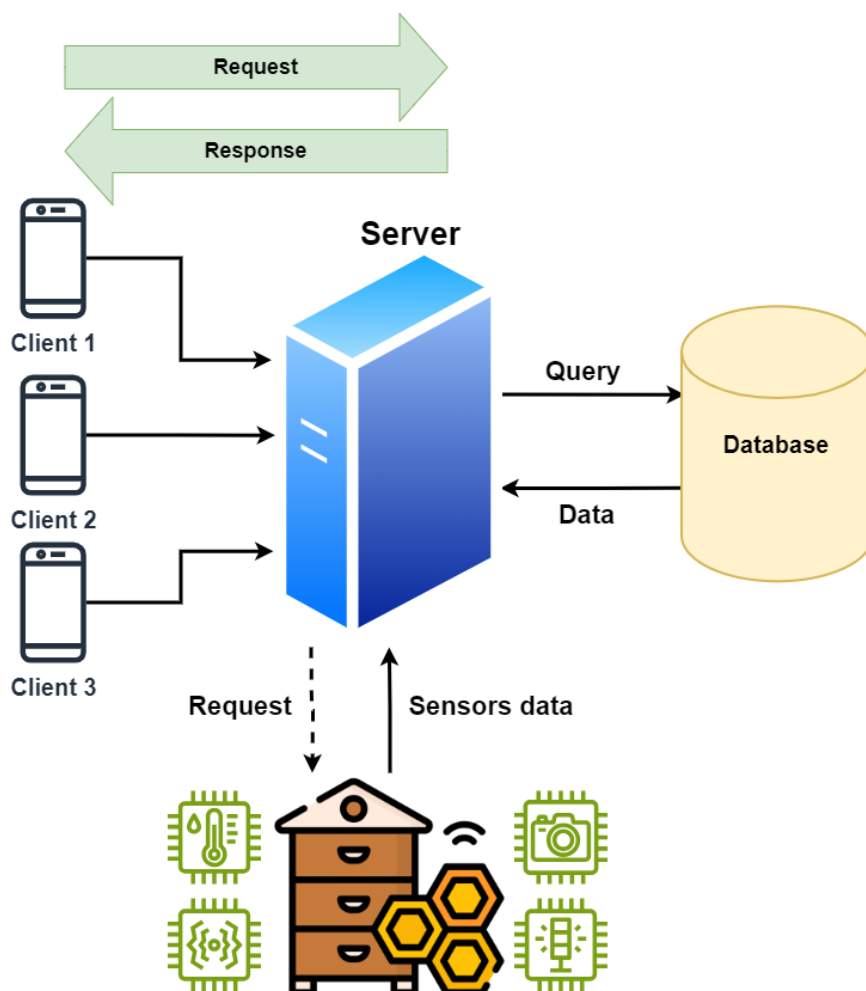 Request
Response
Server
Client 1
Query
Database
Client 2
Data
Client 3
Request
Sensors data